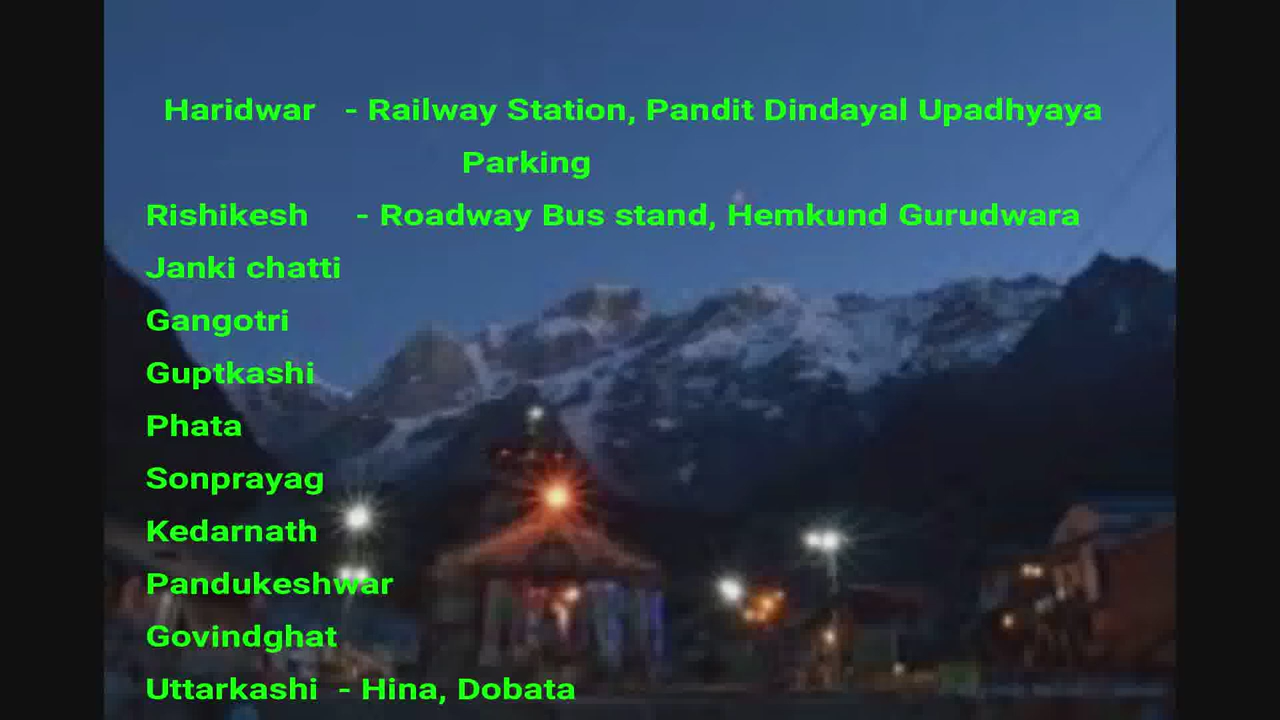 Haridwar - Railway Station, Pandit Dindayal Upadhyaya
Parking
Rishikesh - Roadway Bus stand, Hemkund Gurudwara
Janki chatti
Gangotri
Guptkashi
Phata
Sonprayag
Kedarnath
Pandukeshwar
Govindghat
Uttarkashi - Hina, Dobata